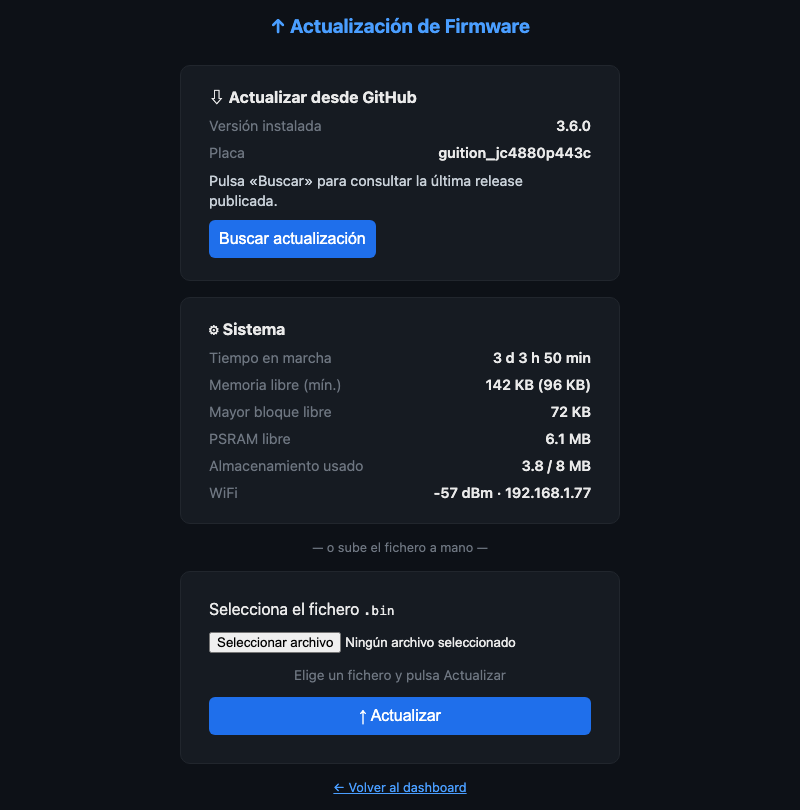 ↑ Actualización de Firmware
⇩ Actualizar desde GitHub
Versión instalada 3.6.0
Placa guition_jc4880p443c
Pulsa «Buscar» para consultar la última release
publicada.
Buscar actualización
⚙ Sistema
Tiempo en marcha 3 d 3 h 50 min
Memoria libre (mín.) 142 KB (96 KB)
Mayor bloque libre 72 KB
PSRAM libre 6.1 MB
Almacenamiento usado 3.8 / 8 MB
WiFi -57 dBm · 192.168.1.77
— o sube el fichero a mano —
Selecciona el fichero .bin
Seleccionar archivo Ningún archivo seleccionado
Elige un fichero y pulsa Actualizar
↑ Actualizar
← Volver al dashboard